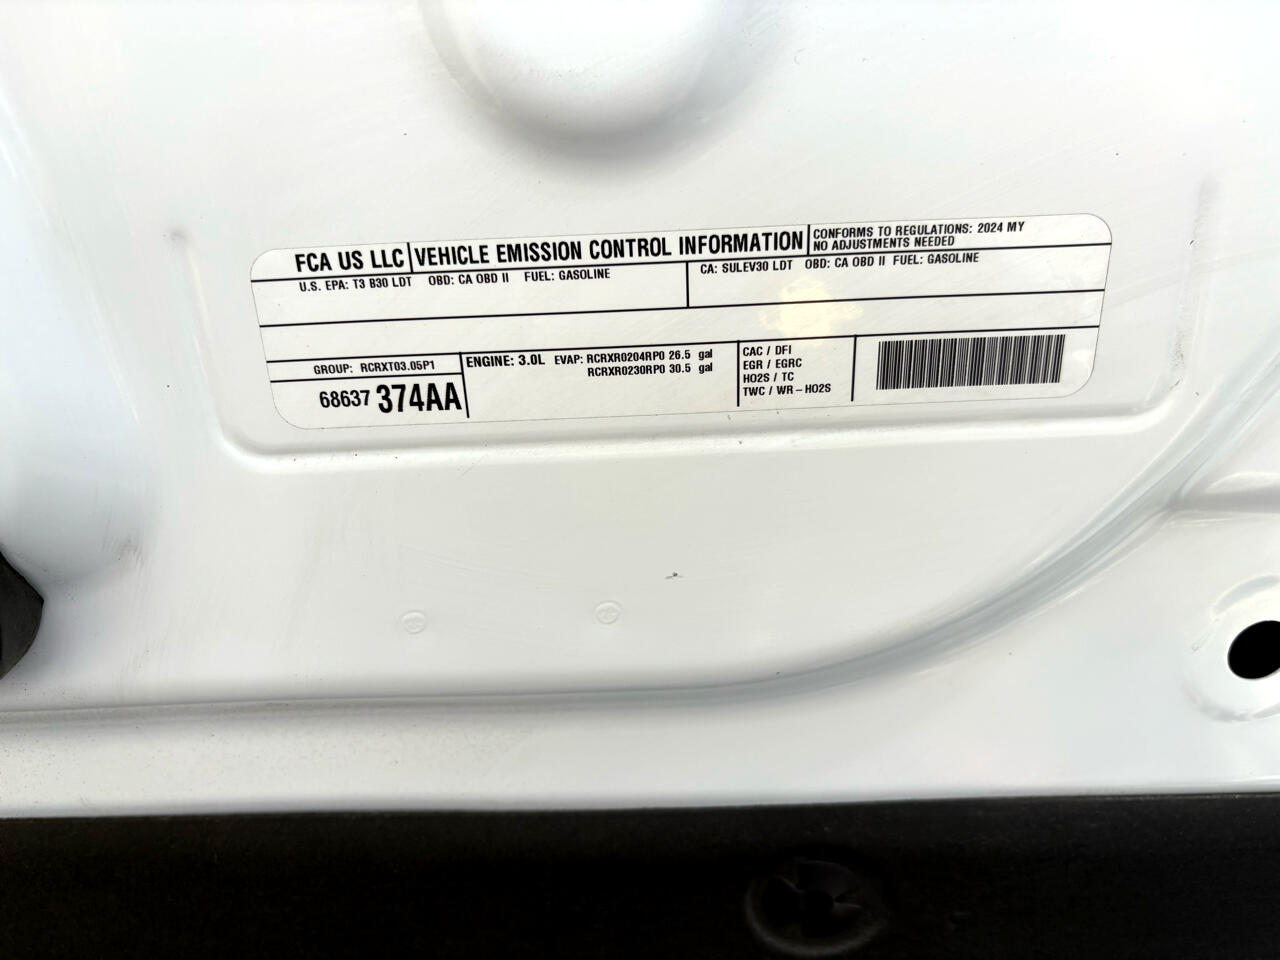 FCA US LLC VEHICLE EMISSION CONTROL INFORMATION
CONFORMS TO REGULATIONS: 2024 MY
NO ADJUSTMENTS NEEDED
U.S. EPA: T3 B30 LDT OBD: CA OBD II FUEL: GASOLINE
CA: SULEV30 LDT OBD: CA OBD II FUEL: GASOLINE
GROUP: RCRXT03.05P1
68637 374AA
ENGINE: 3.0L EVAP: RCRXR0204RP0 26.5 gal
RCRXR0230RP0 30.5 gal
CAC / DFI
EGR / EGRC
HO2S / TC
TWC / WR-HO2S